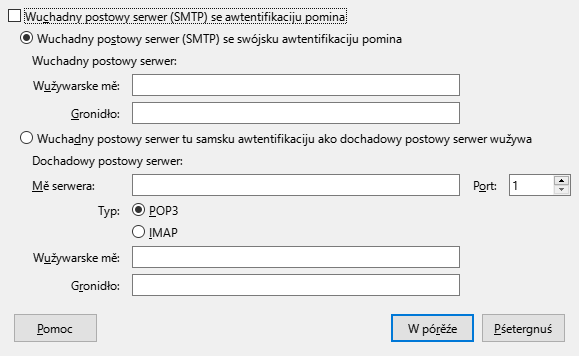 Wuchadny postowy serwer (SMTP) se awtentifikaciju pomina
Wuchadny postowy serwer (SMTP) se swójsku awtentifikaciju pomina
Wuchadny postowy serwer:
Wužywarske mě:
Gronidło:
Wuchadny postowy serwer tu samsku awtentifikaciju ako dochadowy postowy serwer wužywa
Dochadowy postowy serwer:
Mě serwera:
Port: 1
Typ: POP3
IMAP
Wužywarske mě:
Gronidło:
Pomoc W pórěźe Pśetergnuś